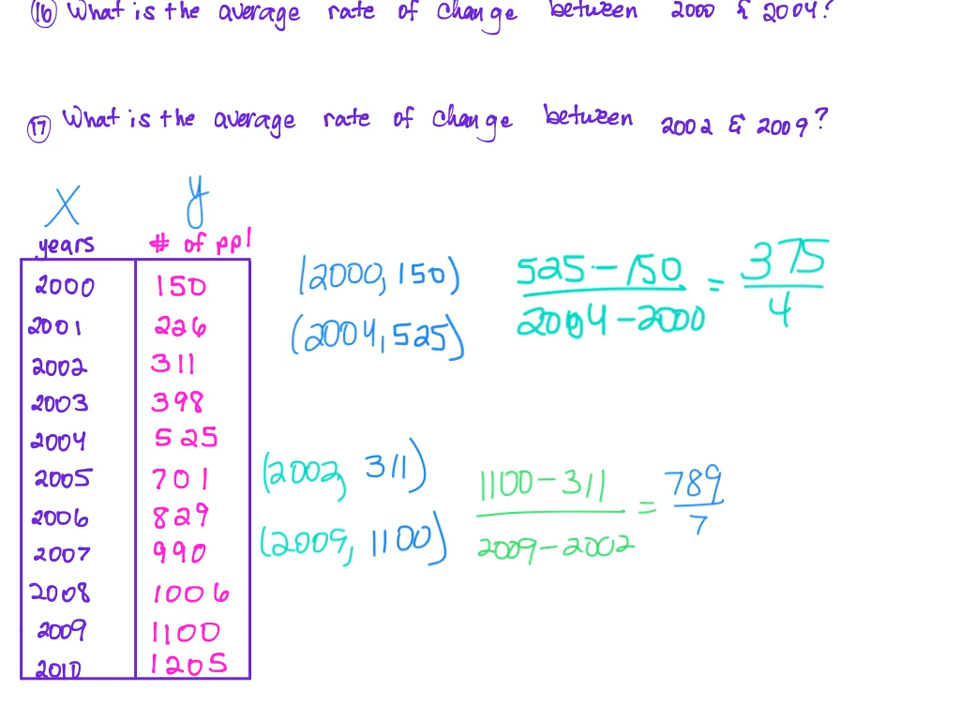 16 What is the average rate of change between 2000 & 2004?
17 What is the average rate of change between 2002 & 2009?
x y
years # of ppl
2000 150
2001 226
2002 311
2003 398
2004 525
2005 701
2006 829
2007 990
2008 1006
2009 1100
2010 1205
(2000, 150)
(2004, 525)
525 - 150
2004 - 2000
=
375
4
(2002, 311)
(2009, 1100)
1100 - 311
2009 - 2002
=
789
7